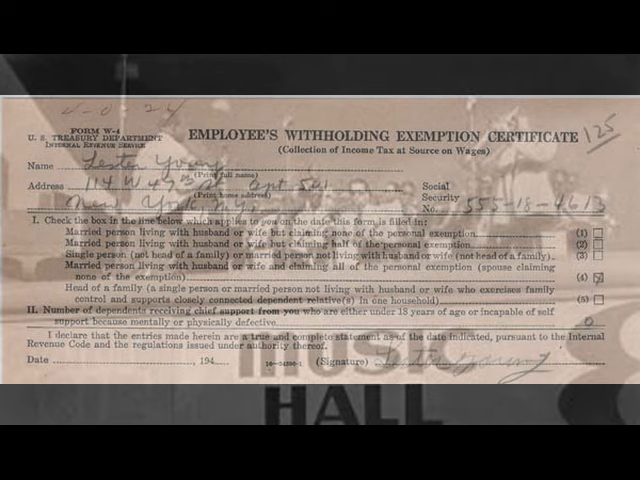 2-8-24
FORM W-4
U. S. TREASURY DEPARTMENT
INTERNAL REVENUE SERVICE
EMPLOYEE'S WITHHOLDING EXEMPTION CERTIFICATE 125
(Collection of Income Tax at Source on Wages)
Name Lester Young
(Print full name)
Address 114 W 47th St Apt 501
(Print home address)
New York
Social
Security
No. 555-18-4613
I. Check the box in the line below which applies to you on the date this form is filed in:
Married person living with husband or wife but claiming none of the personal exemption (1)
Married person living with husband or wife but claiming half of the personal exemption (2)
Single person (not head of a family) or married person not living with husband or wife (not head of a family) (3)
Married person living with husband or wife and claiming all of the personal exemption (spouse claiming
none of the exemption) (4)
Head of a family (a single person or married person not living with husband or wife who exercises family
control and supports closely connected dependent relative(s) in one household) (5)
II. Number of dependents receiving chief support from you who are either under 18 years of age or incapable of self
support because mentally or physically defective 0
I declare that the entries made herein are a true and complete statement as of the date indicated, pursuant to the Internal
Revenue Code and the regulations issued under authority thereof.
Date , 194 16-34596-1 (Signature) Lester Young
MUSIC
HALL